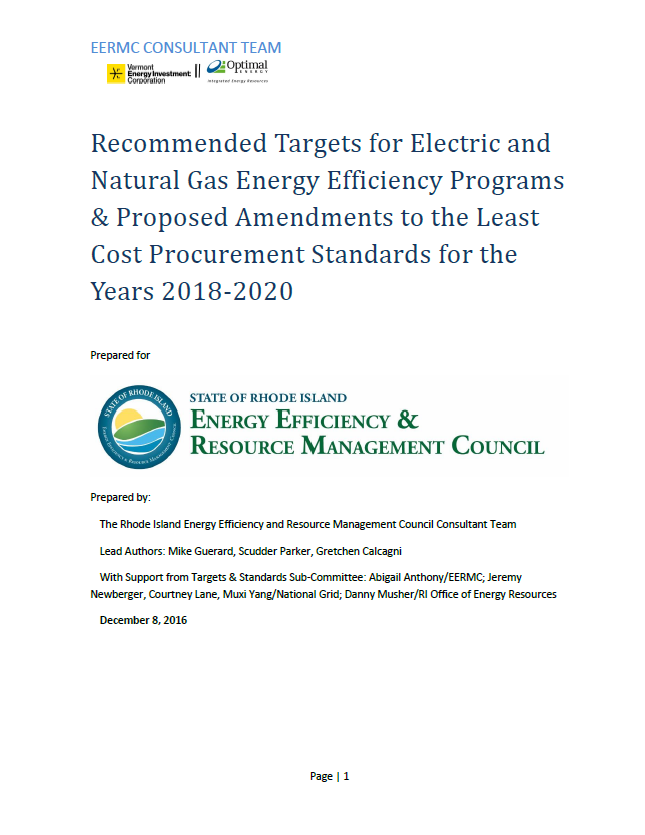 EERMC CONSULTANT TEAM
Vermont
Energy Investment
Corporation
Optimal
ENERGY
Integrated Energy Resources
Recommended Targets for Electric and
Natural Gas Energy Efficiency Programs
& Proposed Amendments to the Least
Cost Procurement Standards for the
Years 2018-2020
Prepared for
STATE OF RHODE ISLAND
ENERGY EFFICIENCY & RESOURCE MANAGEMENT COUNCIL
STATE OF RHODE ISLAND
ENERGY EFFICIENCY &
RESOURCE MANAGEMENT COUNCIL
Prepared by:
The Rhode Island Energy Efficiency and Resource Management Council Consultant Team
Lead Authors: Mike Guerard, Scudder Parker, Gretchen Calcagni
With Support from Targets & Standards Sub-Committee: Abigail Anthony/EERMC; Jeremy
Newberger, Courtney Lane, Muxi Yang/National Grid; Danny Musher/RI Office of Energy Resources
December 8, 2016
Page | 1